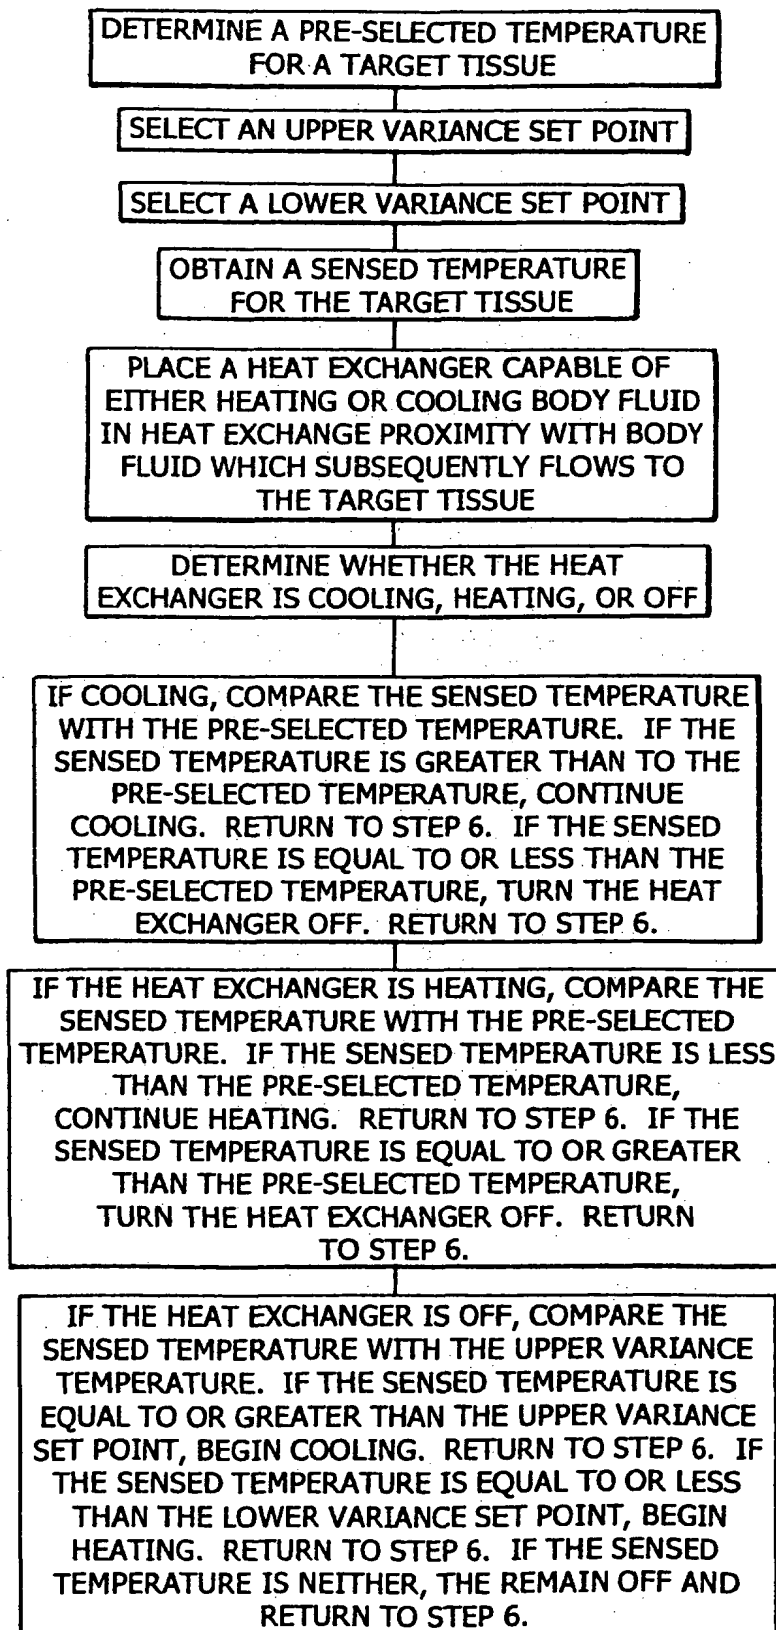 DETERMINE A PRE-SELECTED TEMPERATURE
FOR A TARGET TISSUE
SELECT AN UPPER VARIANCE SET POINT
SELECT A LOWER VARIANCE SET POINT
OBTAIN A SENSED TEMPERATURE
FOR THE TARGET TISSUE
PLACE A HEAT EXCHANGER CAPABLE OF
EITHER HEATING OR COOLING BODY FLUID
IN HEAT EXCHANGE PROXIMITY WITH BODY
FLUID WHICH SUBSEQUENTLY FLOWS TO
THE TARGET TISSUE
DETERMINE WHETHER THE HEAT
EXCHANGER IS COOLING, HEATING, OR OFF
IF COOLING, COMPARE THE SENSED TEMPERATURE
WITH THE PRE-SELECTED TEMPERATURE. IF THE
SENSED TEMPERATURE IS GREATER THAN TO THE
PRE-SELECTED TEMPERATURE, CONTINUE
COOLING. RETURN TO STEP 6. IF THE SENSED
TEMPERATURE IS EQUAL TO OR LESS THAN THE
PRE-SELECTED TEMPERATURE, TURN THE HEAT
EXCHANGER OFF. RETURN TO STEP 6.
IF THE HEAT EXCHANGER IS HEATING, COMPARE THE
SENSED TEMPERATURE WITH THE PRE-SELECTED
TEMPERATURE. IF THE SENSED TEMPERATURE IS LESS
THAN THE PRE-SELECTED TEMPERATURE,
CONTINUE HEATING. RETURN TO STEP 6. IF THE
SENSED TEMPERATURE IS EQUAL TO OR GREATER
THAN THE PRE-SELECTED TEMPERATURE,
TURN THE HEAT EXCHANGER OFF. RETURN
TO STEP 6.
IF THE HEAT EXCHANGER IS OFF, COMPARE THE
SENSED TEMPERATURE WITH THE UPPER VARIANCE
TEMPERATURE. IF THE SENSED TEMPERATURE IS
EQUAL TO OR GREATER THAN THE UPPER VARIANCE
SET POINT, BEGIN COOLING. RETURN TO STEP 6. IF
THE SENSED TEMPERATURE IS EQUAL TO OR LESS
THAN THE LOWER VARIANCE SET POINT, BEGIN
HEATING. RETURN TO STEP 6. IF THE SENSED
TEMPERATURE IS NEITHER, THE REMAIN OFF AND
RETURN TO STEP 6.